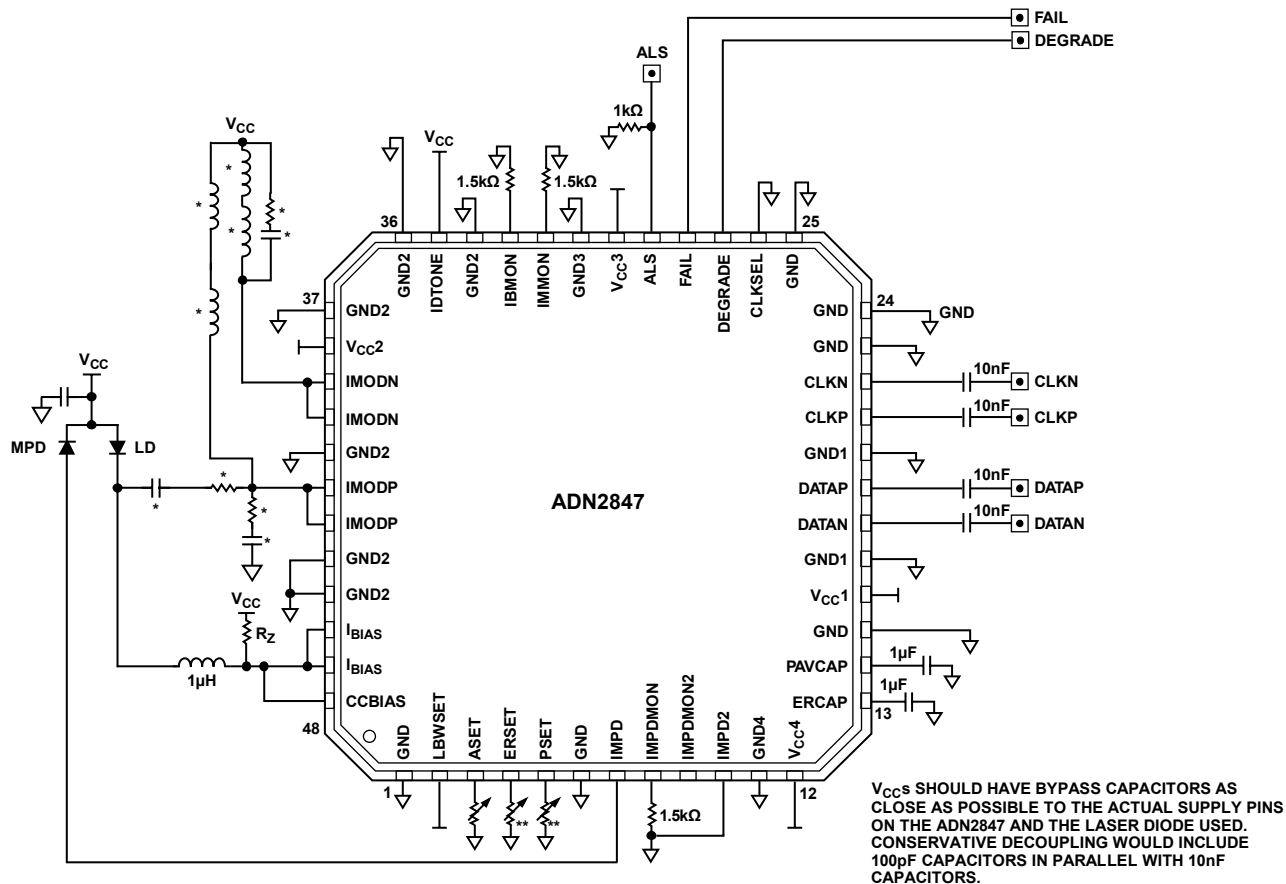 FAIL
DEGRADE
ALS
1kΩ
VCC
VCC
1.5kΩ
1.5kΩ
36
25
GND2
IDTONE
GND2
IBMON
IMMON
GND3
VCC3
ALS
FAIL
DEGRADE
CLKSEL
GND
*
*
*
*
*
*
37
GND2
VCC2
IMODN
IMODN
GND2
IMODP
IMODP
GND2
GND2
IBIAS
IBIAS
CCBIAS
48
VCC
MPD
LD
*
*
*
*
VCC
RZ
1µH
ADN2847
24
GND
GND
GND
CLKN
10nF
CLKN
CLKP
10nF
CLKP
GND1
DATAP
10nF
DATAP
DATAN
10nF
DATAN
GND1
VCC1
GND
PAVCAP
1µF
ERCAP
1µF
13
GND
LBWSET
ASET
ERSET
PSET
GND
IMPD
IMPDMON
IMPDMON2
IMPD2
GND4
VCC4
1
12
**
**
1.5kΩ
VCCs SHOULD HAVE BYPASS CAPACITORS AS
CLOSE AS POSSIBLE TO THE ACTUAL SUPPLY PINS
ON THE ADN2847 AND THE LASER DIODE USED.
CONSERVATIVE DECOUPLING WOULD INCLUDE
100pF CAPACITORS IN PARALLEL WITH 10nF
CAPACITORS.